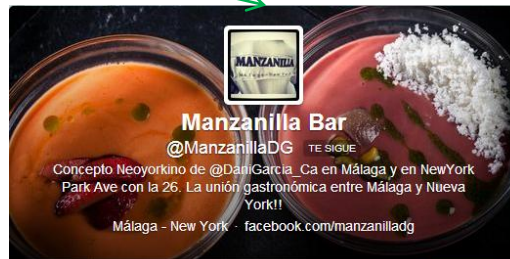 MANZANILLA
Manzanilla Bar
@ManzanillaDG TE SIGUE
Concepto Neoyorkino de @DaniGarcia_Ca en Málaga y en NewYork
Park Ave con la 26. La unión gastronómica entre Málaga y Nueva
York!!
Málaga - New York · facebook.com/manzanilladg